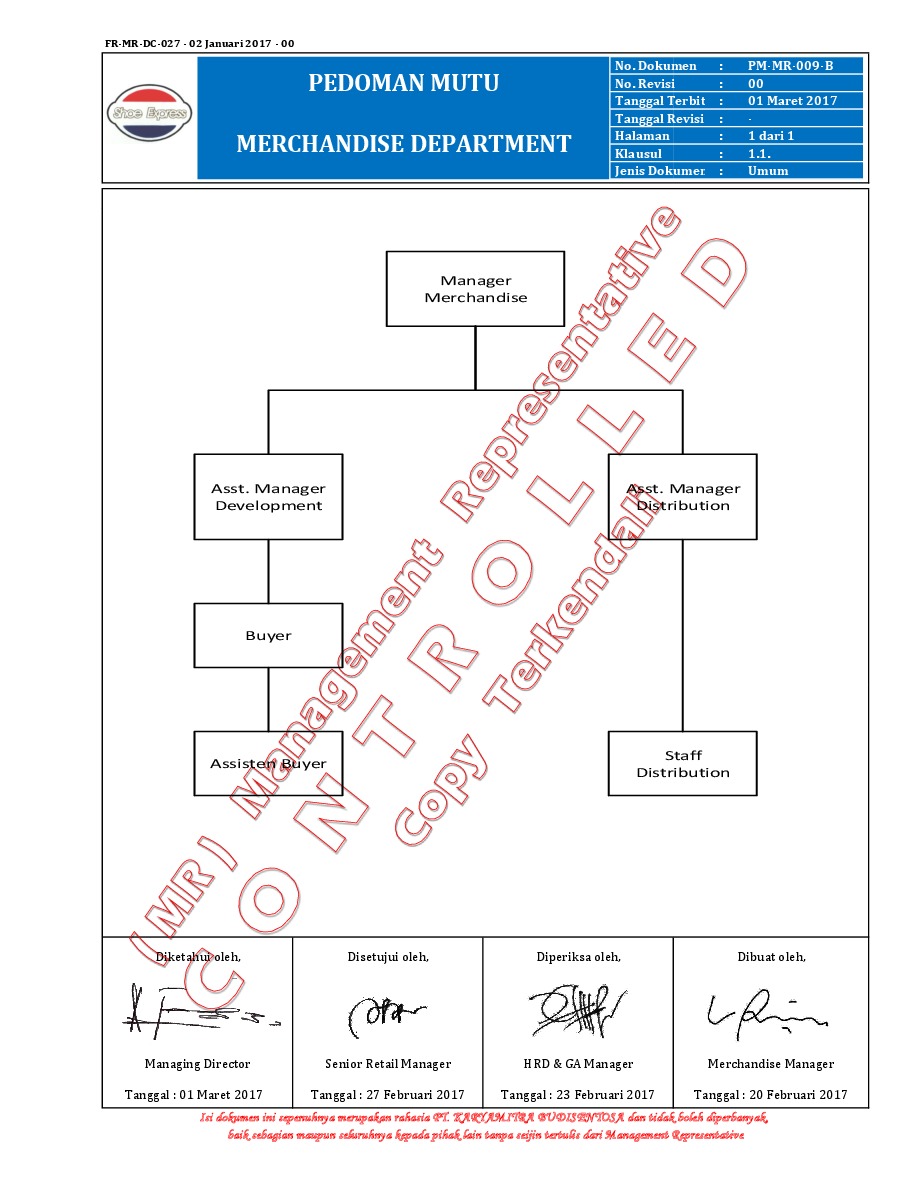 FR-MR-DC-027 - 02 Januari 2017 - 00
Shoe Express
PEDOMAN MUTU
MERCHANDISE DEPARTMENT
No. Dokumen : PM-MR-009-B
No. Revisi : 00
Tanggal Terbit : 01 Maret 2017
Tanggal Revisi : -
Halaman : 1 dari 1
Klausul : 1.1.
Jenis Dokumen : Umum
Manager
Merchandise
Asst. Manager
Development
Asst. Manager
Distribution
Buyer
Assisten Buyer
Staff
Distribution
(MR) Management Representative
CONTROLLED
Copy Terkendali
Diketahui oleh,
Managing Director
Tanggal : 01 Maret 2017
Disetujui oleh,
Senior Retail Manager
Tanggal : 27 Februari 2017
Diperiksa oleh,
HRD & GA Manager
Tanggal : 23 Februari 2017
Dibuat oleh,
Merchandise Manager
Tanggal : 20 Februari 2017
Isi dokumen ini sepenuhnya merupakan rahasia PT. KARYAMITRA BUDISENTOSA dan tidak boleh diperbanyak,
baik sebagian maupun seluruhnya kepada pihak lain tanpa seijin tertulis dari Management Representative